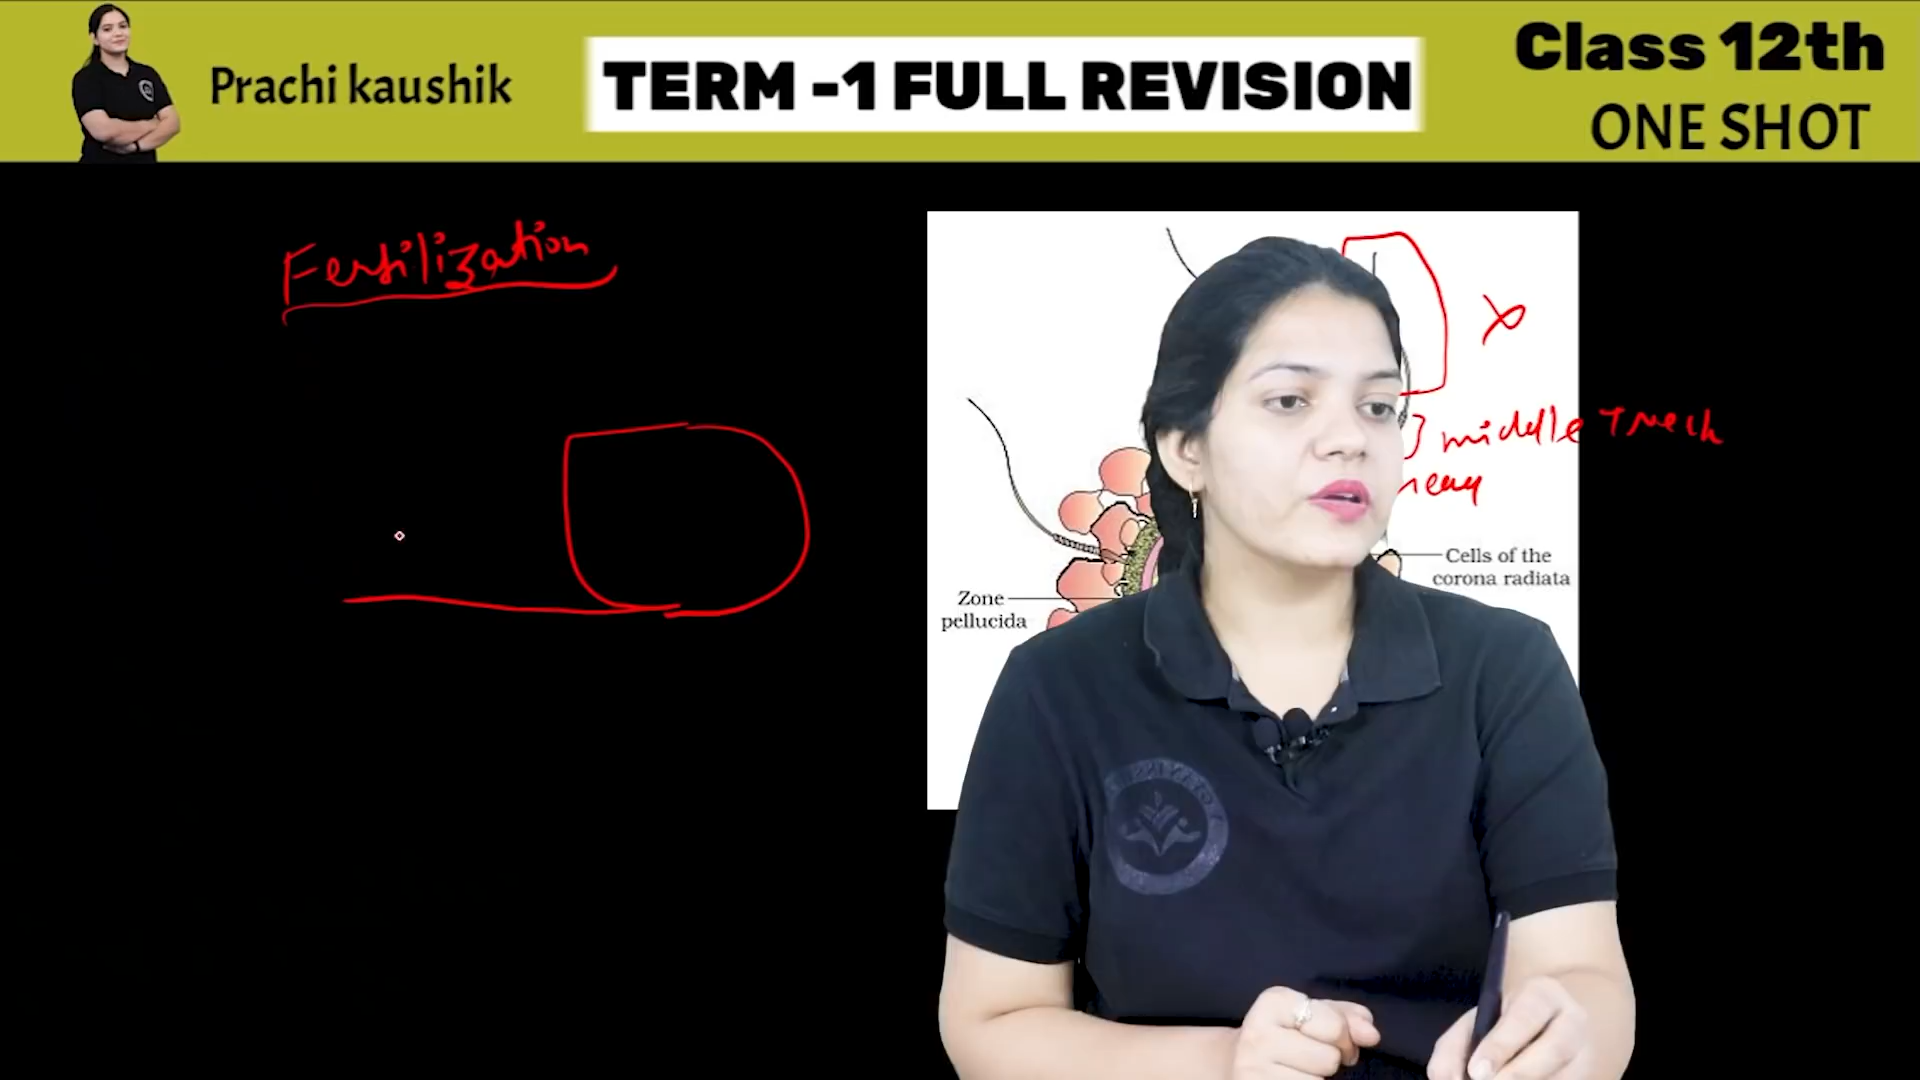 Prachi kaushik
TERM -1 FULL REVISION
Class 12th
ONE SHOT
Fertilization
middle
Cells of the
corona radiata
Zone
pellucida